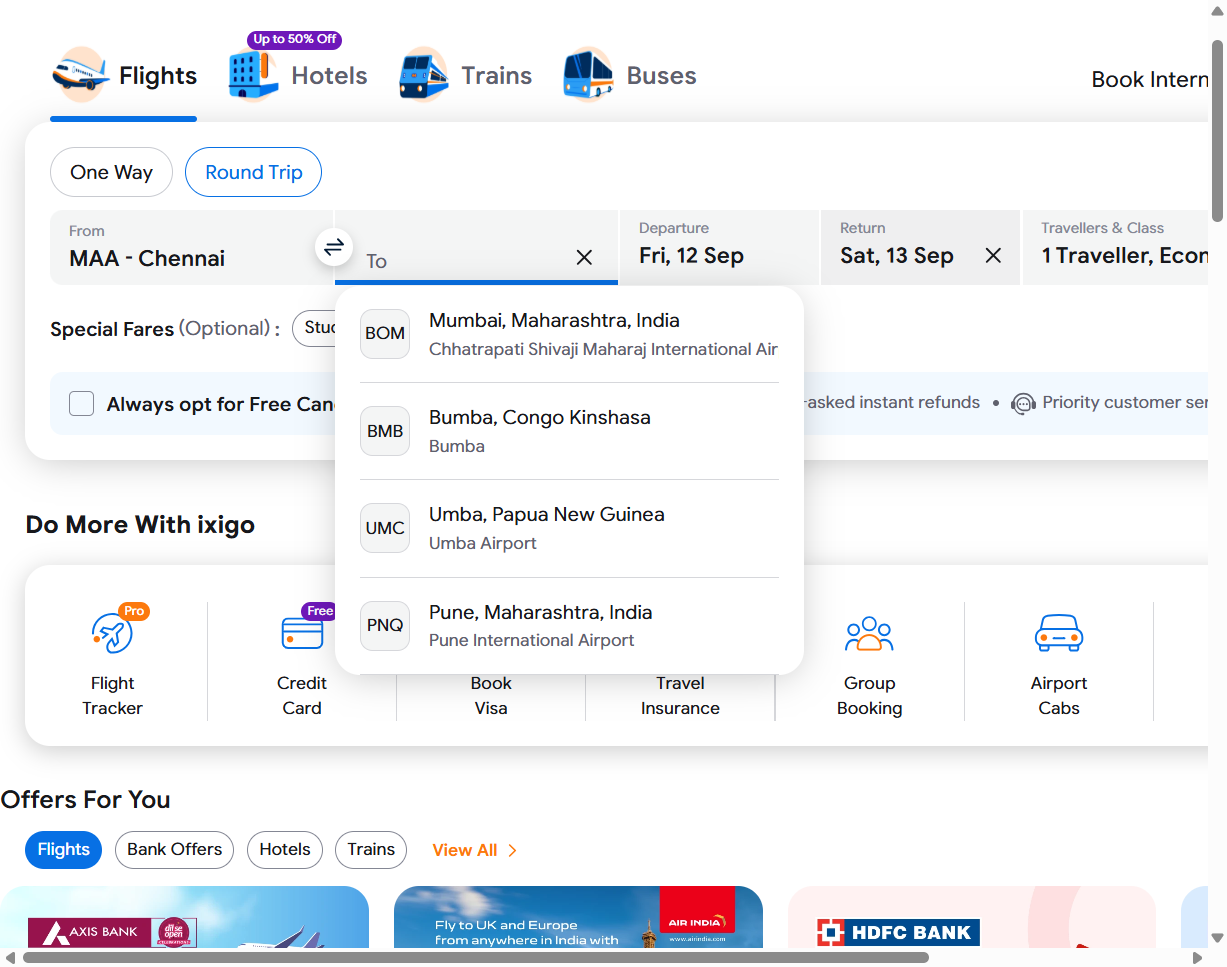 Up to 50% Off
Flights
Hotels
Trains
Buses
Book Intern
One Way
Round Trip
From
MAA - Chennai
To
Departure
Fri, 12 Sep
Return
Sat, 13 Sep
Travellers & Class
1 Traveller, Econ
Special Fares (Optional) :
Stud
BOM
Mumbai, Maharashtra, India
Chhatrapati Shivaji Maharaj International Air
Always opt for Free Can
-asked instant refunds • Priority customer ser
BMB
Bumba, Congo Kinshasa
Bumba
UMC
Umba, Papua New Guinea
Umba Airport
PNQ
Pune, Maharashtra, India
Pune International Airport
Do More With ixigo
Pro
Flight
Tracker
Free
Credit
Card
Book
Visa
Travel
Insurance
Group
Booking
Airport
Cabs
Offers For You
Flights
Bank Offers
Hotels
Trains
View All
AXIS BANK
dil se
open
CELEBRATIONS
Fly to UK and Europe
from anywhere in India with
AIR INDIA
www.airindia.com
HDFC BANK